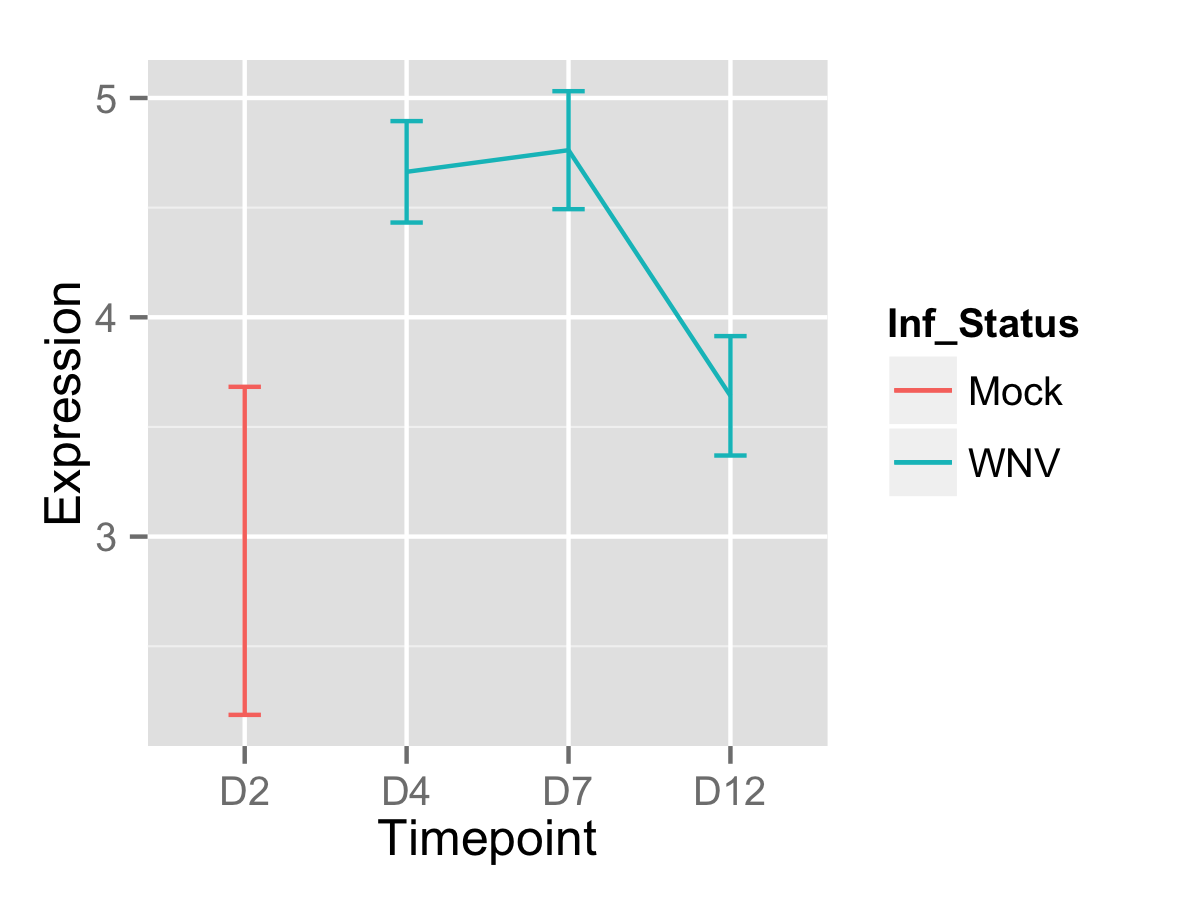 5
4
3
Expression
D2 D4 D7 D12
Timepoint
Inf_Status
Mock
WNV